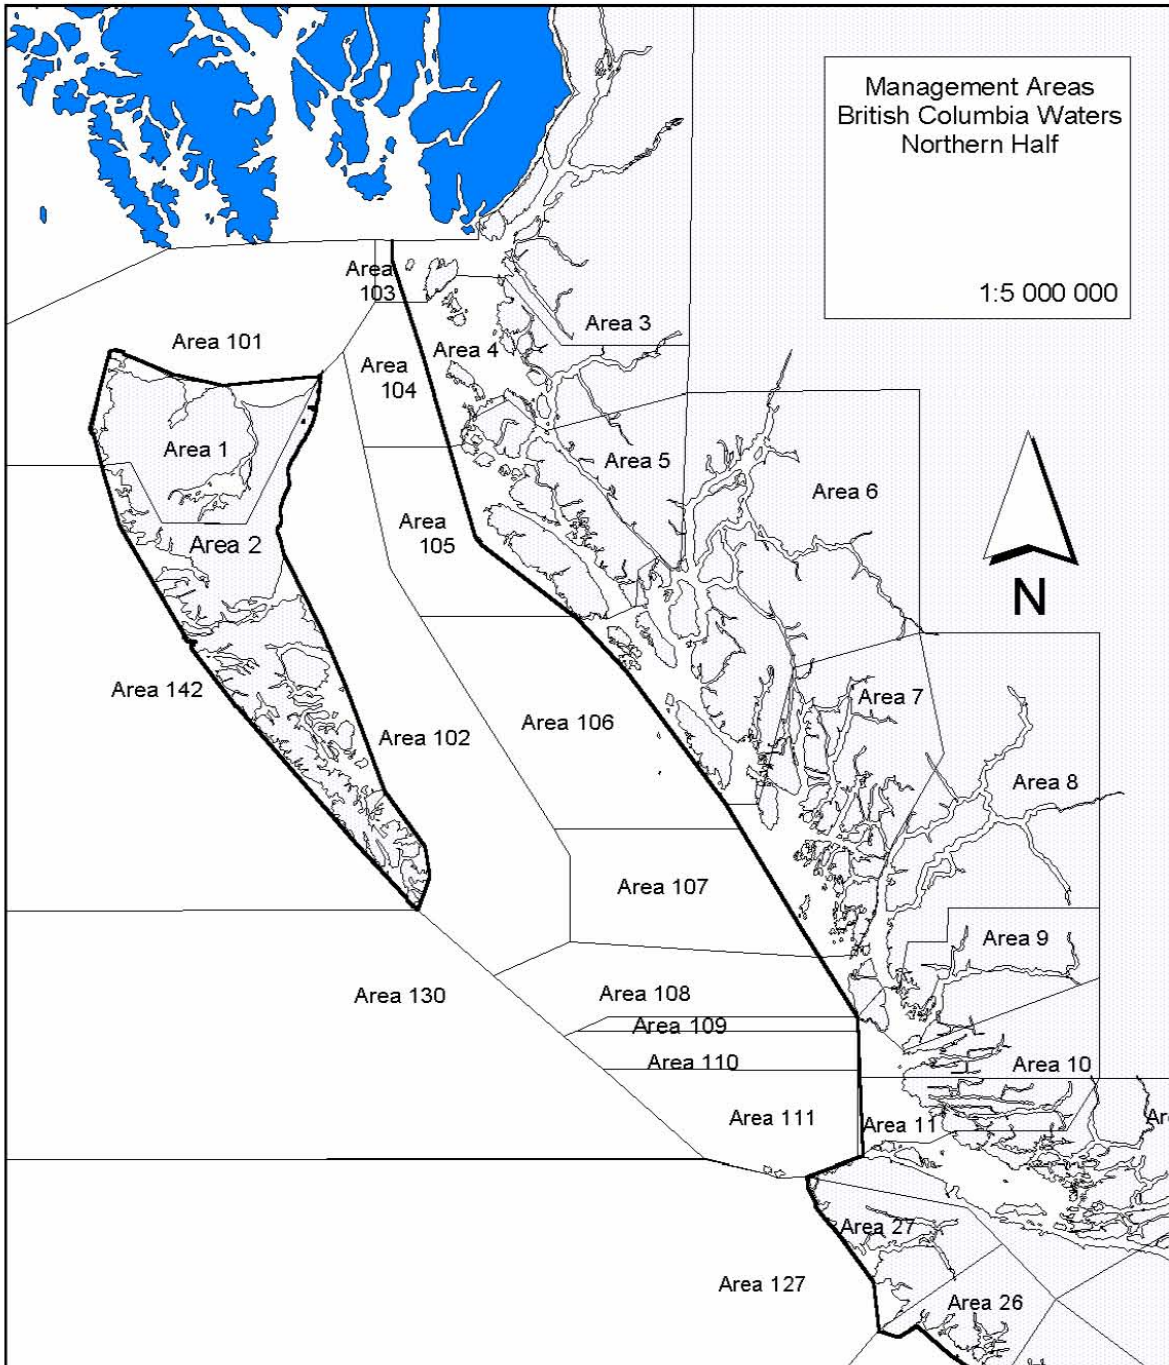 Management Areas
British Columbia Waters
Northern Half
1:5 000 000
Area
103
Area 3
Area 101
Area 4
Area
104
Area 1
Area 5
Area 6
Area
105
Area 2
N
Area 142
Area 7
Area 106
Area 102
Area 8
Area 107
Area 9
Area 130
Area 108
Area 109
Area 110
Area 10
Area 111
Area 11
Area 27
Area 127
Area 26